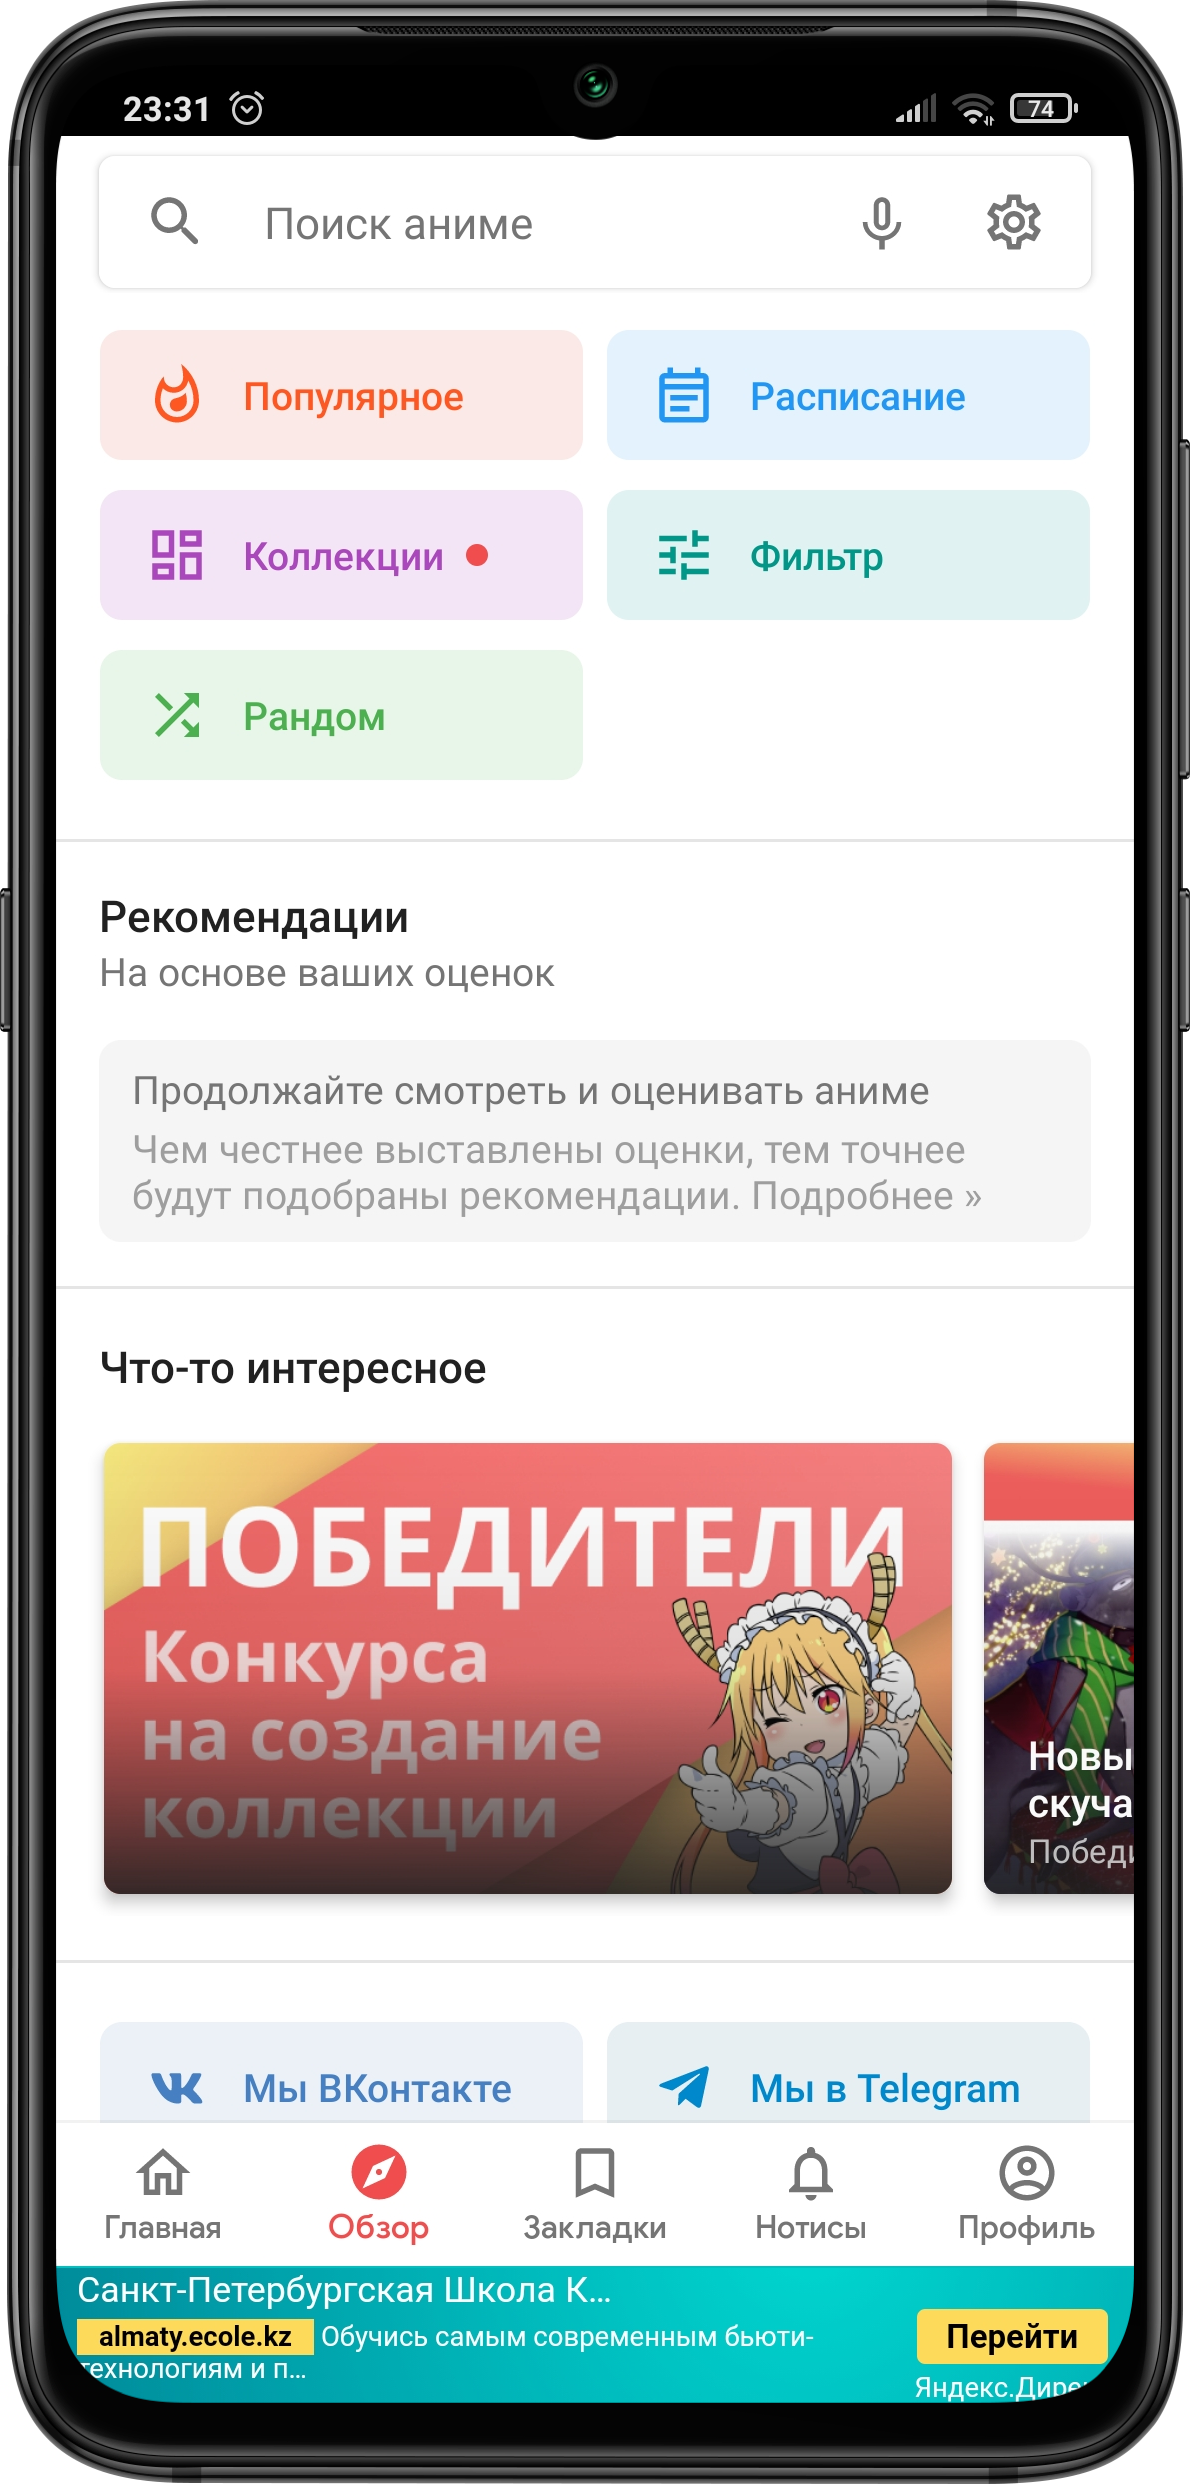 23:31
74
Поиск аниме
Популярное
Расписание
Коллекции
Фильтр
Рандом
Рекомендации
На основе ваших оценок
Продолжайте смотреть и оценивать аниме
Чем честнее выставлены оценки, тем точнее
будут подобраны рекомендации. Подробнее »
Что-то интересное
ПОБЕДИТЕЛИ
Конкурса
на создание
коллекции
Новы
скуча
Победи
Мы ВКонтакте
Мы в Telegram
Главная
Обзор
Закладки
Нотисы
Профиль
Санкт-Петербургская Школа К...
almaty.ecole.kz Обучись самым современным бьюти-
технологиям и п...
Перейти
Яндекс.Дире